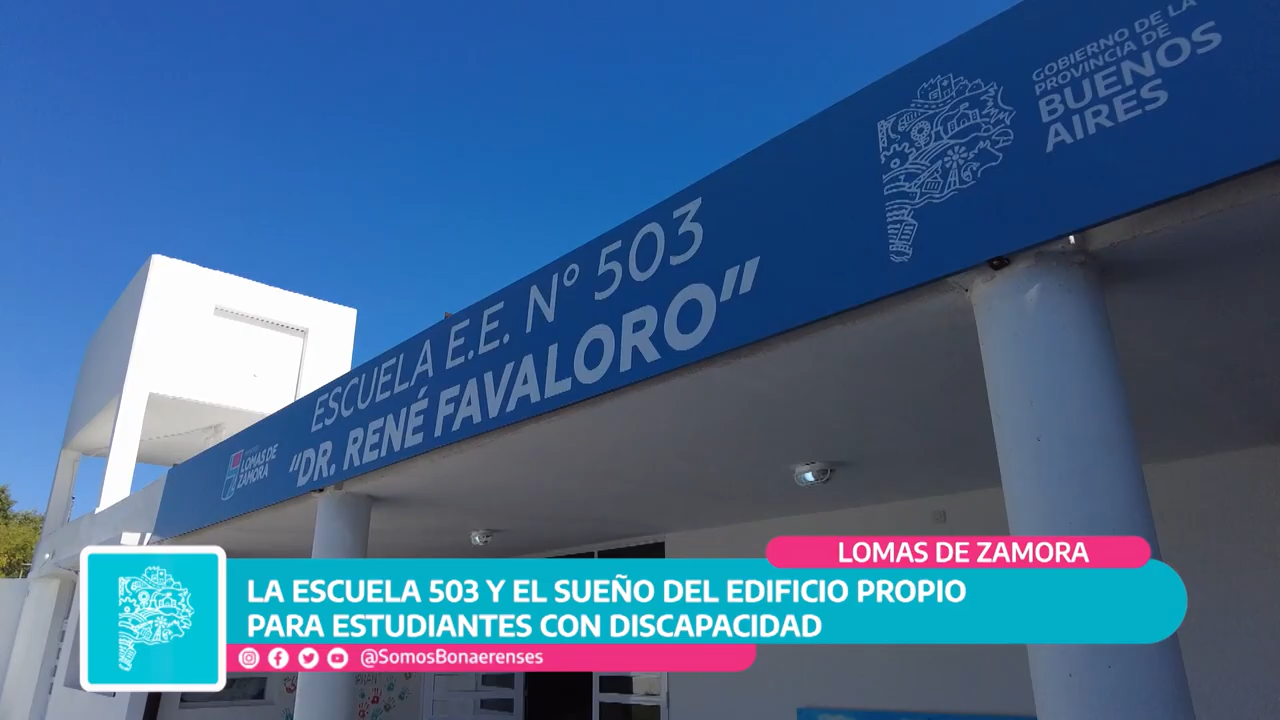 GOBIERNO DE LA
PROVINCIA DE
BUENOS
AIRES
ESCUELA E.E. N° 503
"DR. RENÉ FAVALORO"
LOMAS DE
ZAMORA
LOMAS DE ZAMORA
LA ESCUELA 503 Y EL SUEÑO DEL EDIFICIO PROPIO
PARA ESTUDIANTES CON DISCAPACIDAD
@SomosBonaerenses